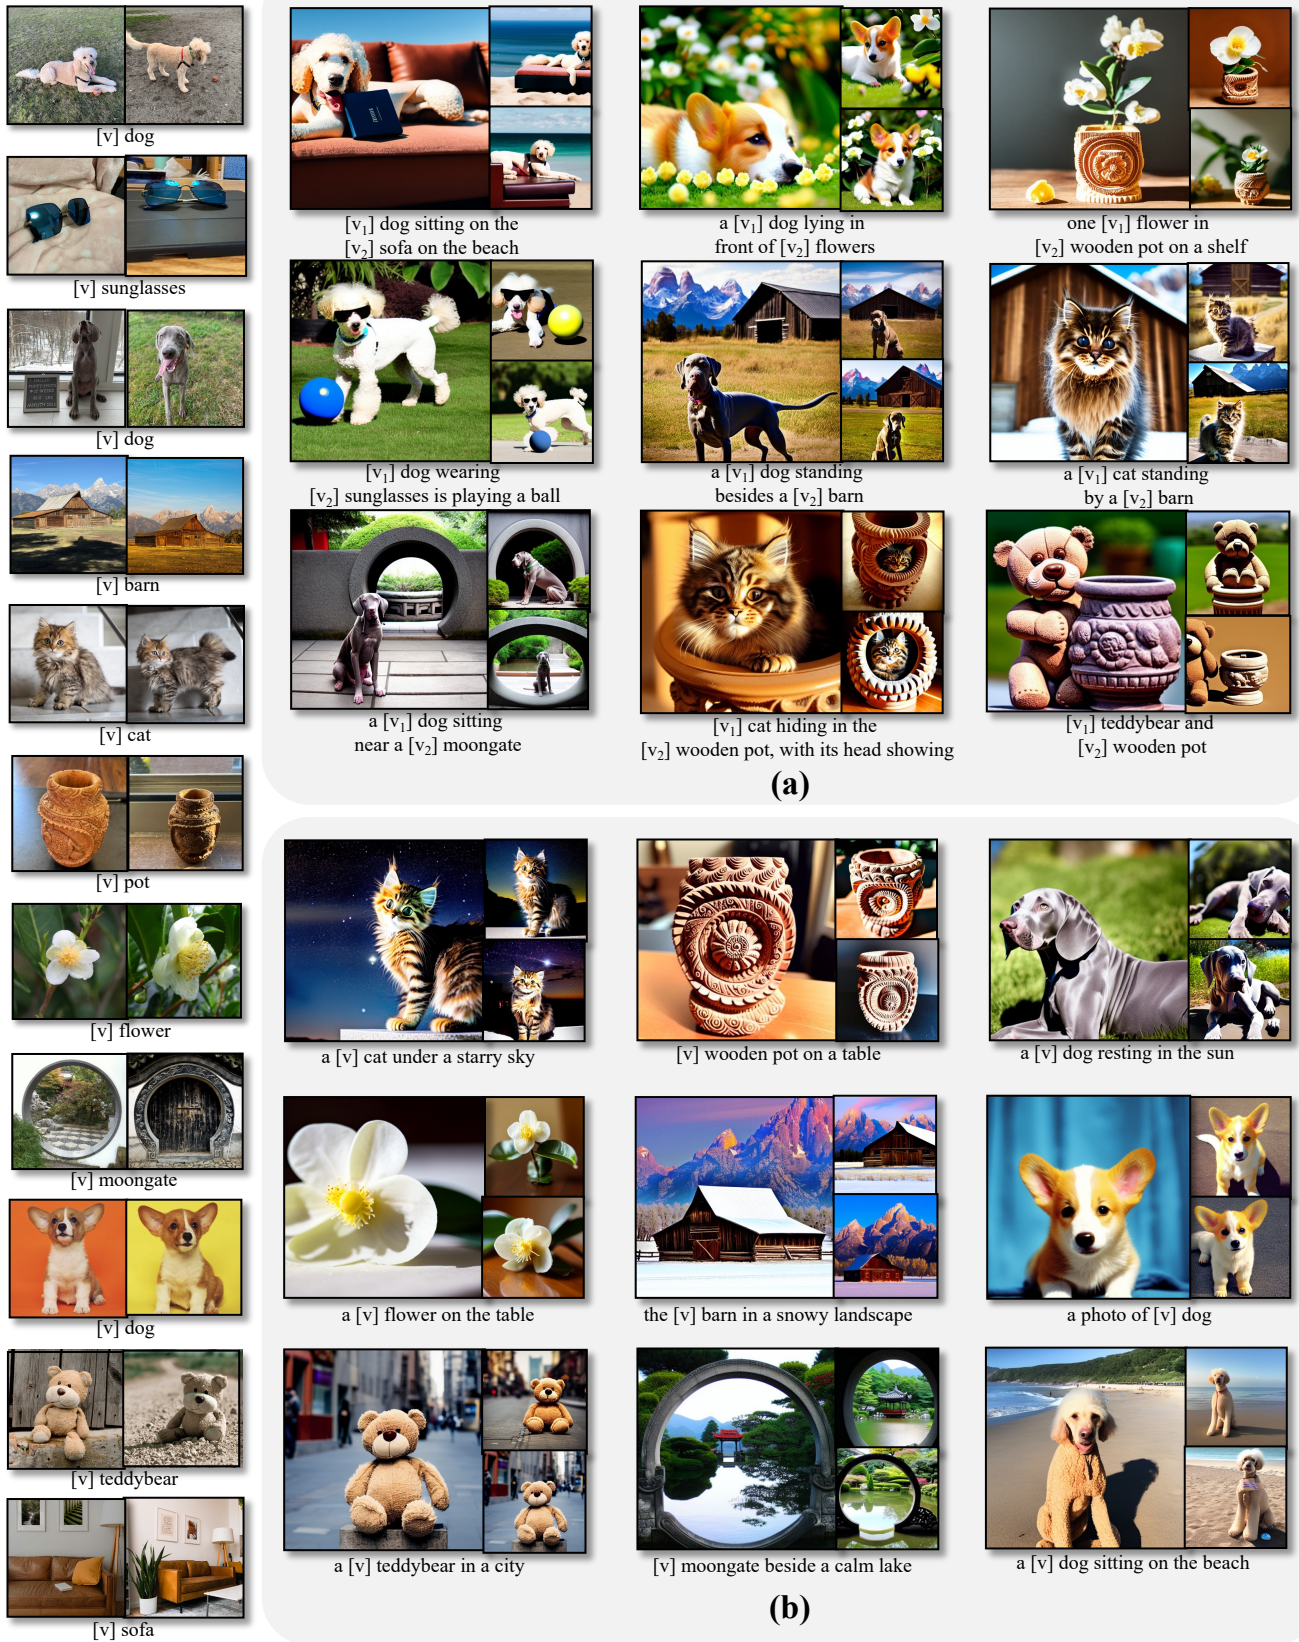 [v] dog
[v] sunglasses
[v] dog
[v] barn
[v] cat
[v] pot
[v] flower
[v] moongate
[v] dog
[v] teddybear
[v] sofa
[v₁] dog sitting on the
[v₂] sofa on the beach
a [v₁] dog lying in
front of [v₂] flowers
one [v₁] flower in
[v₂] wooden pot on a shelf
[v₁] dog wearing
[v₂] sunglasses is playing a ball
a [v₁] dog standing
besides a [v₂] barn
a [v₁] cat standing
by a [v₂] barn
a [v₁] dog sitting
near a [v₂] moongate
[v₁] cat hiding in the
[v₂] wooden pot, with its head showing
[v₁] teddybear and
[v₂] wooden pot
(a)
a [v] cat under a starry sky
[v] wooden pot on a table
a [v] dog resting in the sun
a [v] flower on the table
the [v] barn in a snowy landscape
a photo of [v] dog
a [v] teddybear in a city
[v] moongate beside a calm lake
a [v] dog sitting on the beach
(b)